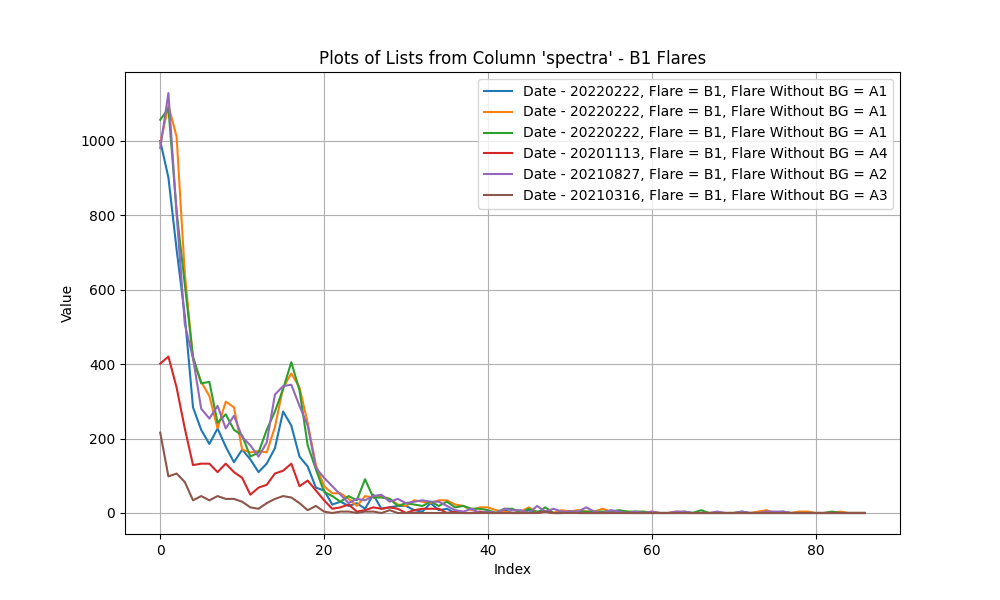 Plots of Lists from Column 'spectra' - B1 Flares
Date - 20220222, Flare = B1, Flare Without BG = A1
Date - 20220222, Flare = B1, Flare Without BG = A1
Date - 20220222, Flare = B1, Flare Without BG = A1
Date - 20201113, Flare = B1, Flare Without BG = A4
Date - 20210827, Flare = B1, Flare Without BG = A2
Date - 20210316, Flare = B1, Flare Without BG = A3
1000
800
600
400
200
0
Value
0 20 40 60 80
Index